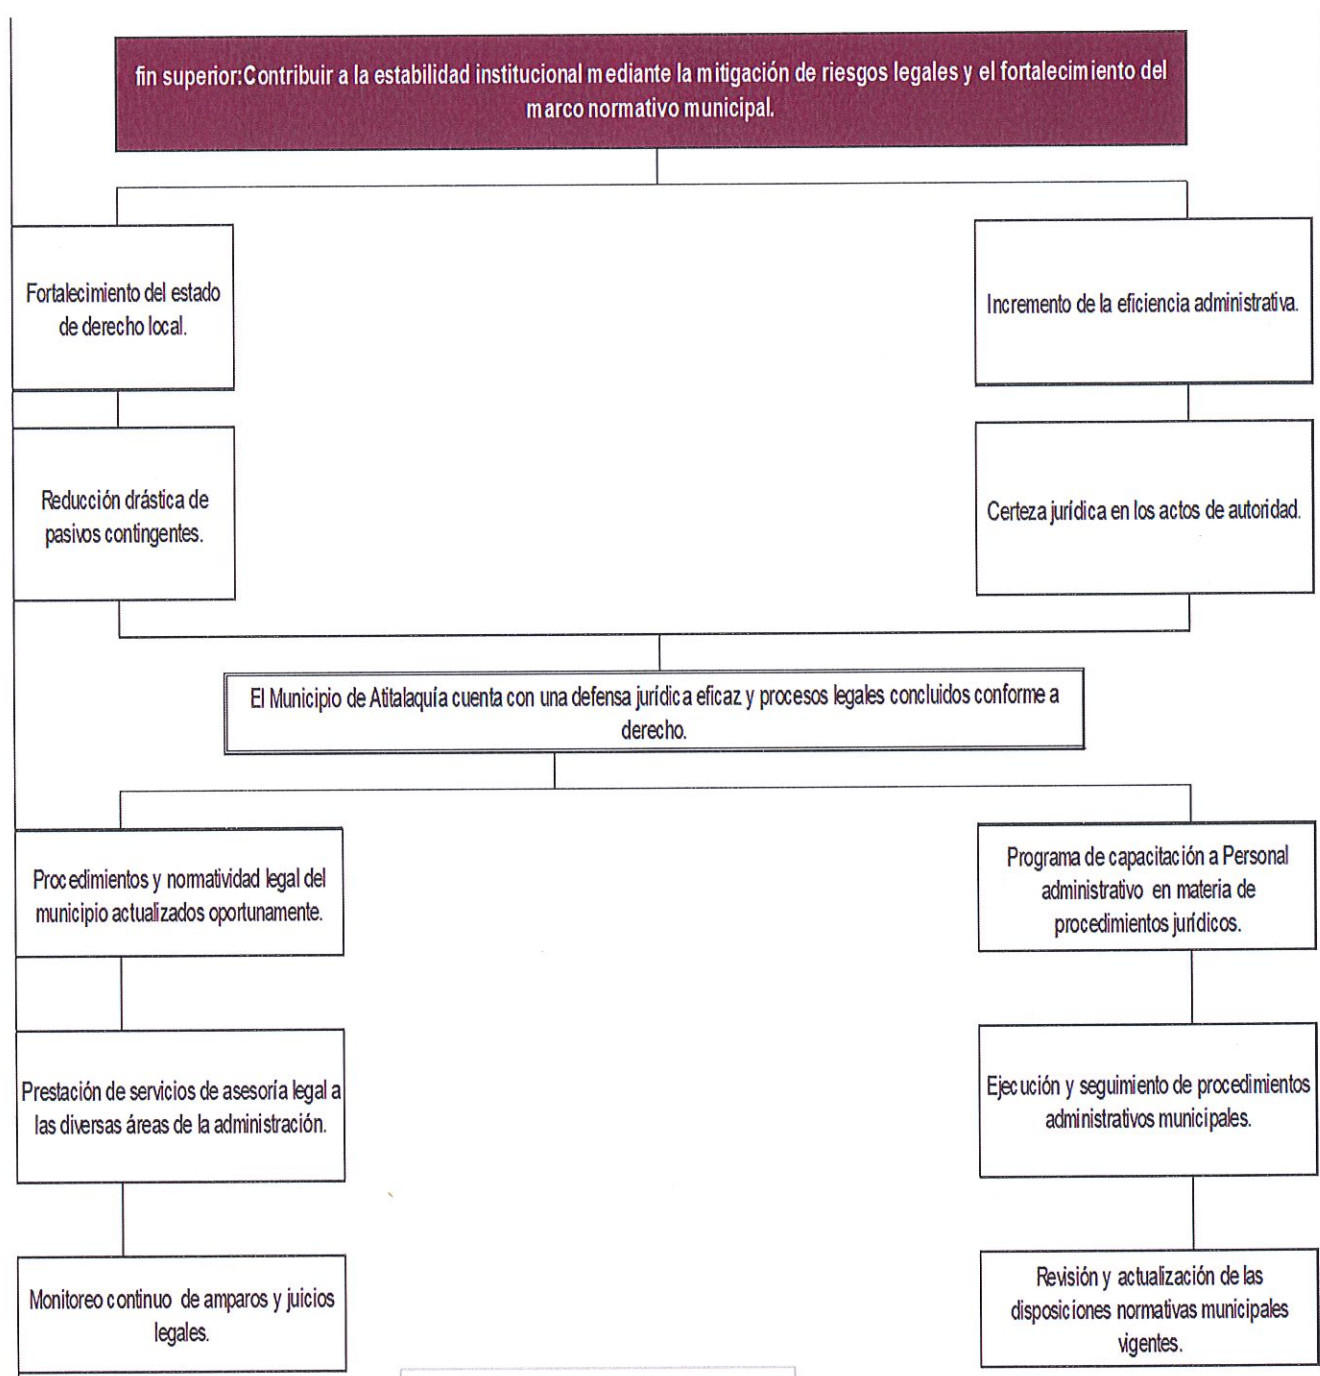 fin superior:Contribuir a la estabilidad institucional mediante la mitigación de riesgos legales y el fortalecimiento del
marco normativo municipal.
Fortalecimiento del estado
de derecho local.
Incremento de la eficiencia administrativa.
Reducción drástica de
pasivos contingentes.
Certeza jurídica en los actos de autoridad.
El Municipio de Atitalaquía cuenta con una defensa jurídica eficaz y procesos legales concluidos conforme a
derecho.
Procedimientos y normatividad legal del
municipio actualizados oportunamente.
Programa de capacitación a Personal
administrativo en materia de
procedimientos jurídicos.
Prestación de servicios de asesoría legal a
las diversas áreas de la administración.
Ejecución y seguimiento de procedimientos
administrativos municipales.
Monitoreo continuo de amparos y juicios
legales.
Revisión y actualización de las
disposiciones normativas municipales
vigentes.